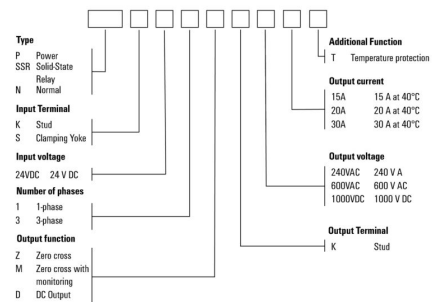 Type
P Power
SSR Solid-State
Relay
N Normal
Input Terminal
K Stud
S Clamping Yoke
Input voltage
24VDC 24 V DC
Number of phases
1 1-phase
3 3-phase
Output function
Z Zero cross
M Zero cross with
monitoring
D DC Output
Additional Function
T Temperature protection
Output current
15A 15 A at 40°C
20A 20 A at 40°C
30A 30 A at 40°C
Output voltage
240VAC 240 V A
600VAC 600 V AC
1000VDC 1000 V DC
Output Terminal
K Stud